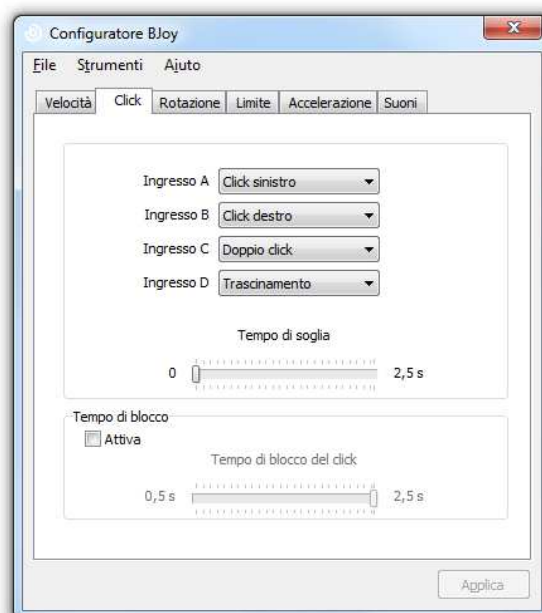 Configuratore BJoy
File Strumenti Ajuto
Velocità Click Rotazione Limite Accelerazione Suoni
Ingresso A Click sinistro
Ingresso B Click destro
Ingresso C Doppio click
Ingresso D Trascinamento
Tempo di soglia
0 2,5 s
Tempo di blocco
Attiva
Tempo di blocco del click
0,5 s 2,5 s
Applica